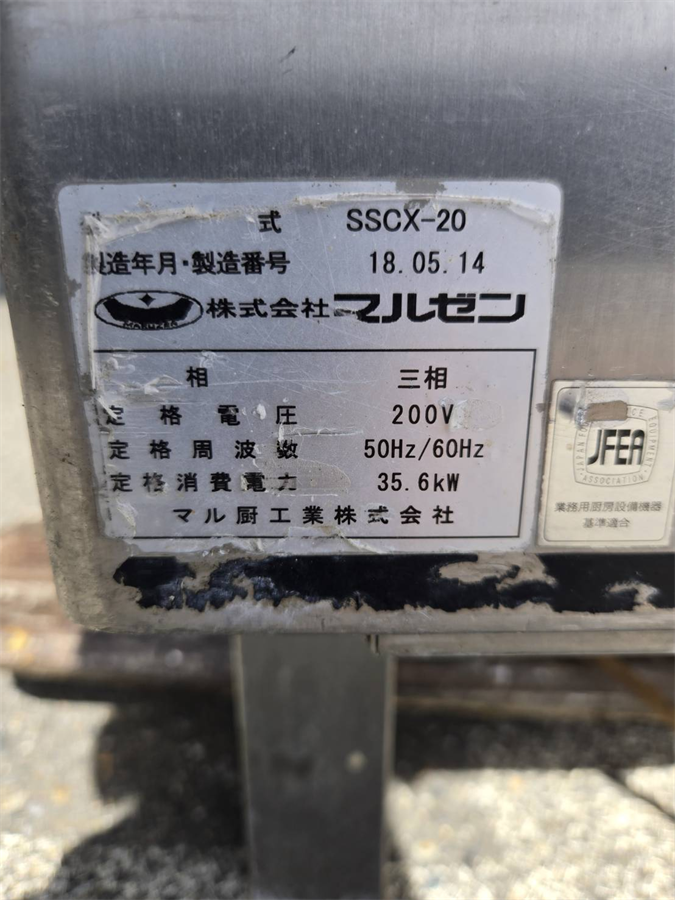 式 SSCX-20
造年月・製造番号 18.05.14
MARUZEN 株式会社マルゼン
相 三相
定格電圧 200V
定格周波数 50Hz/60Hz
定格消費電力 35.6kW
マル厨工業株式会社
JFEA
ASSOCIATION
業務用厨房設備機器
基準適合